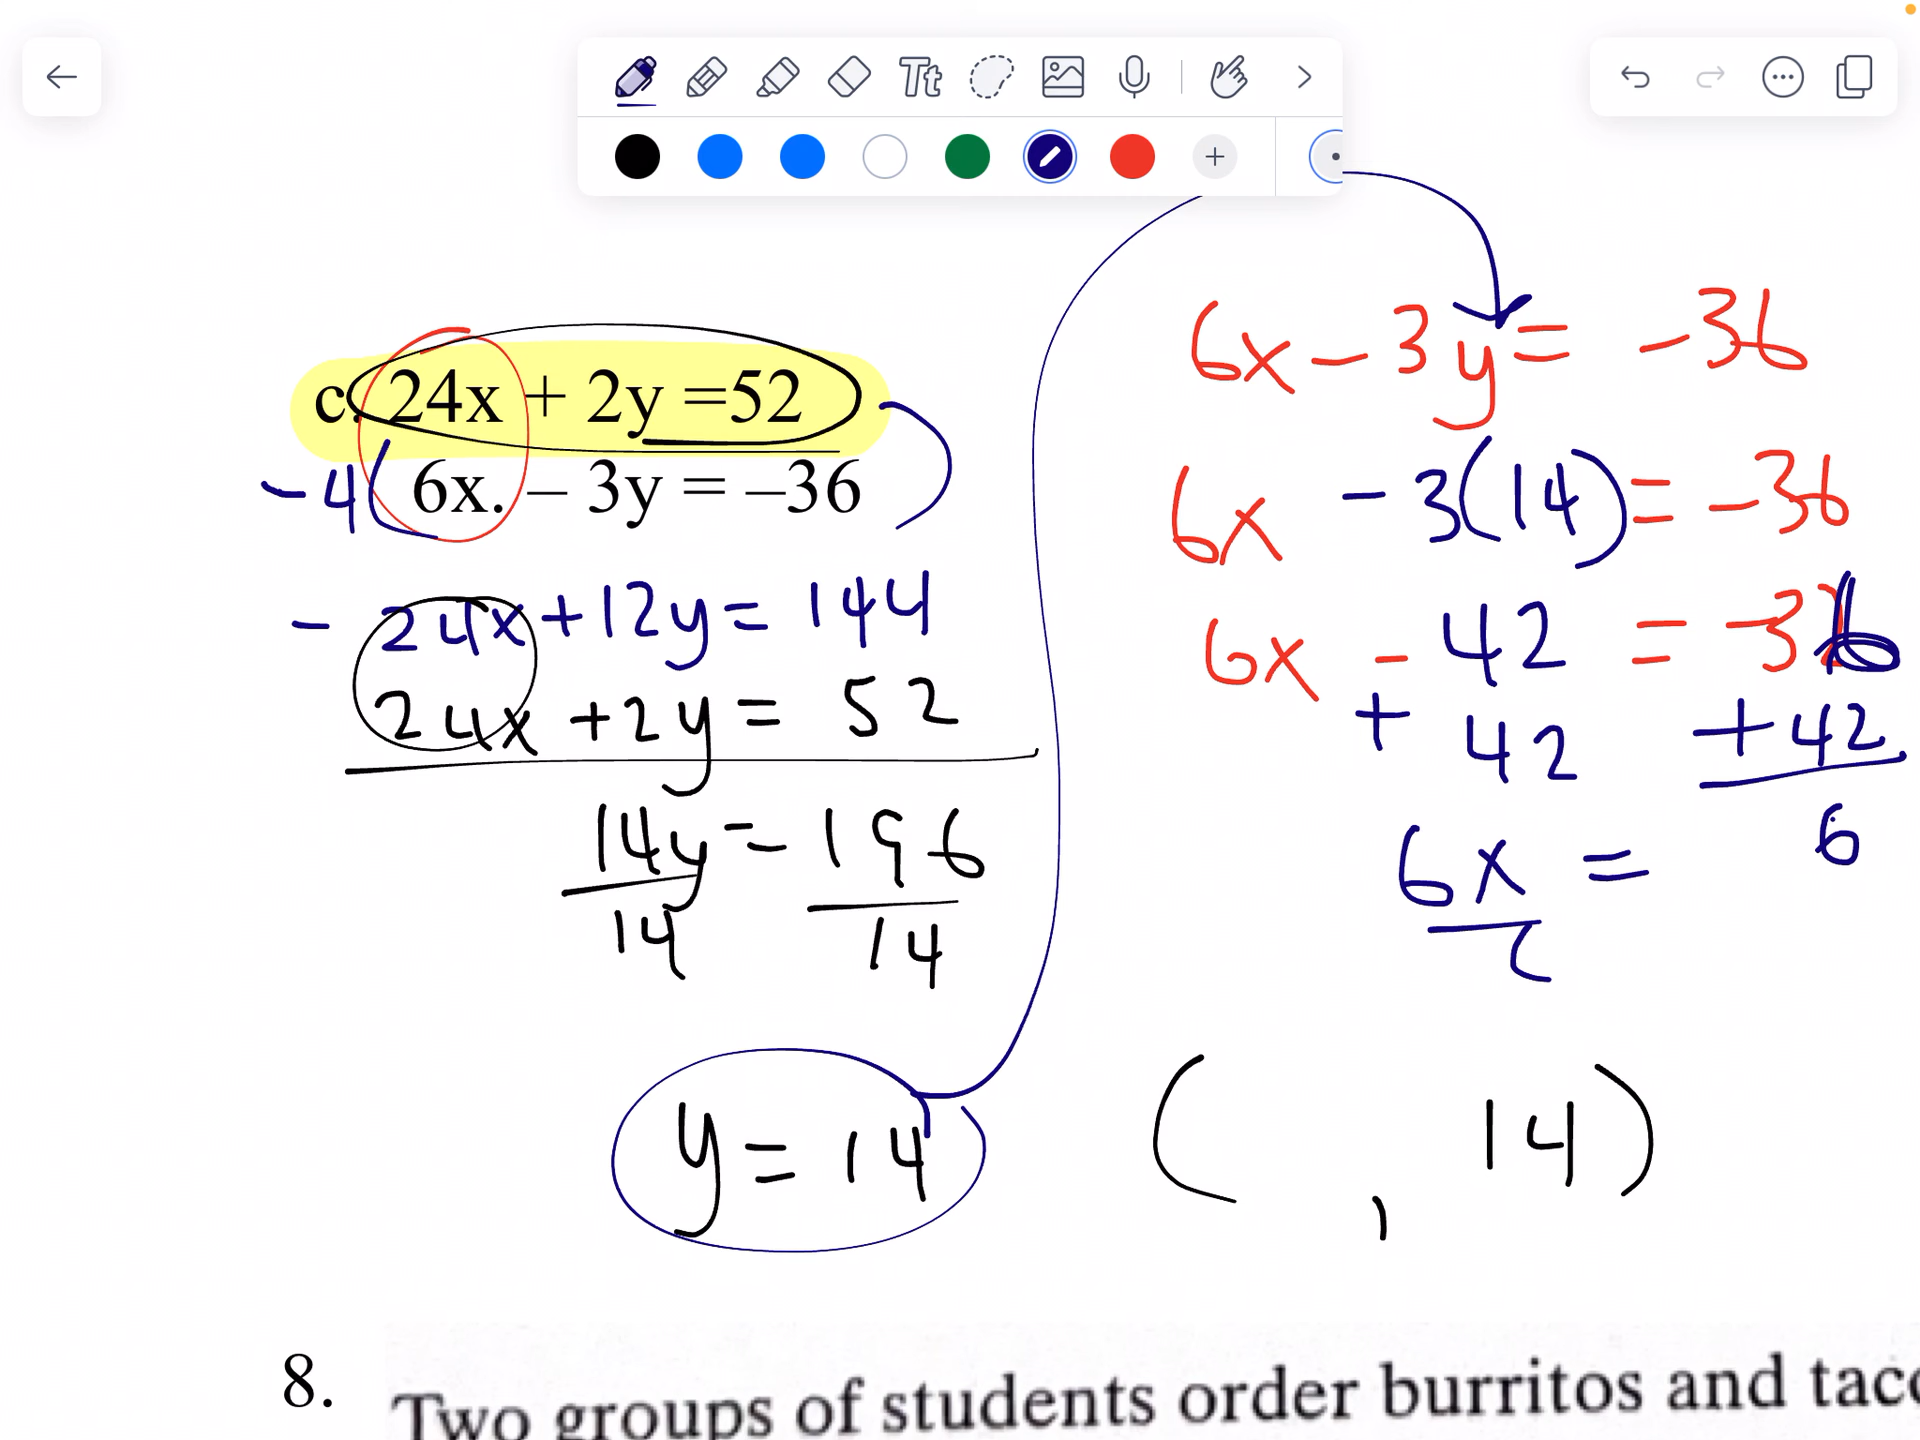 Tt
c. 24x + 2y =52
-4( 6x. – 3y = –36 )
- 24x + 12y = 144
24x + 2y = 52
14y = 196
14 14
y = 14
6x - 3y = -36
6x - 3(14) = -36
6x - 42 = -36
+ 42 + 42
6x = 6
( , 14)
8. Two groups of students order burritos and taco